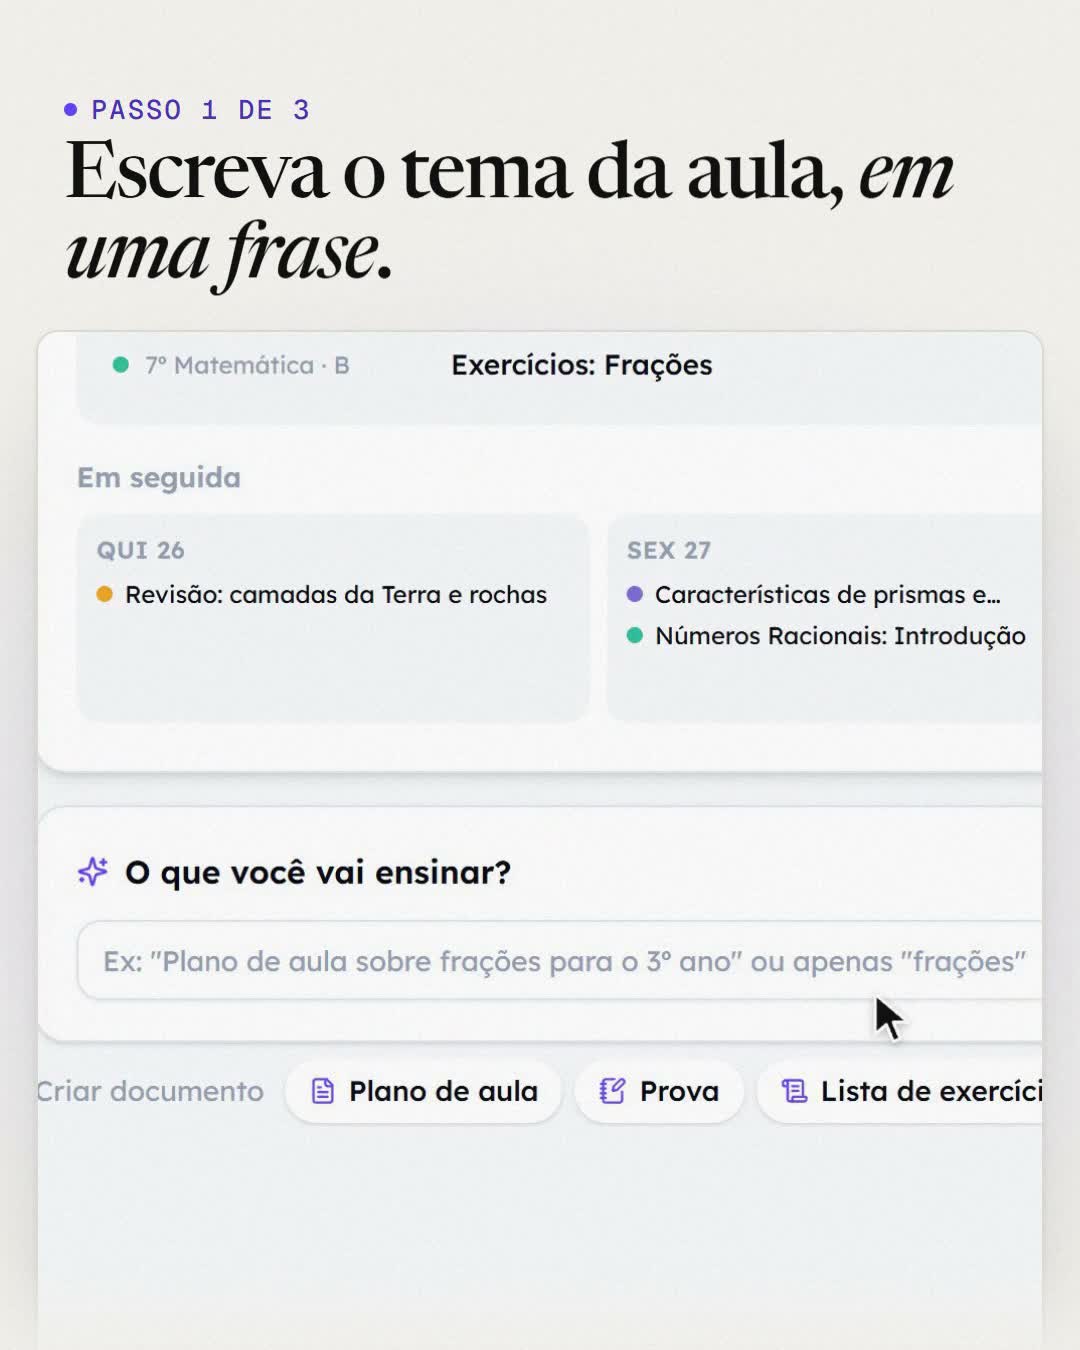 PASSO 1 DE 3
Escreva o tema da aula, em
uma frase.
7º Matemática · B
Exercícios: Frações
Em seguida
QUI 26
Revisão: camadas da Terra e rochas
SEX 27
Características de prismas e...
Números Racionais: Introdução
O que você vai ensinar?
Ex: "Plano de aula sobre frações para o 3º ano" ou apenas "frações"
Criar documento
Plano de aula
Prova
Lista de exercíci